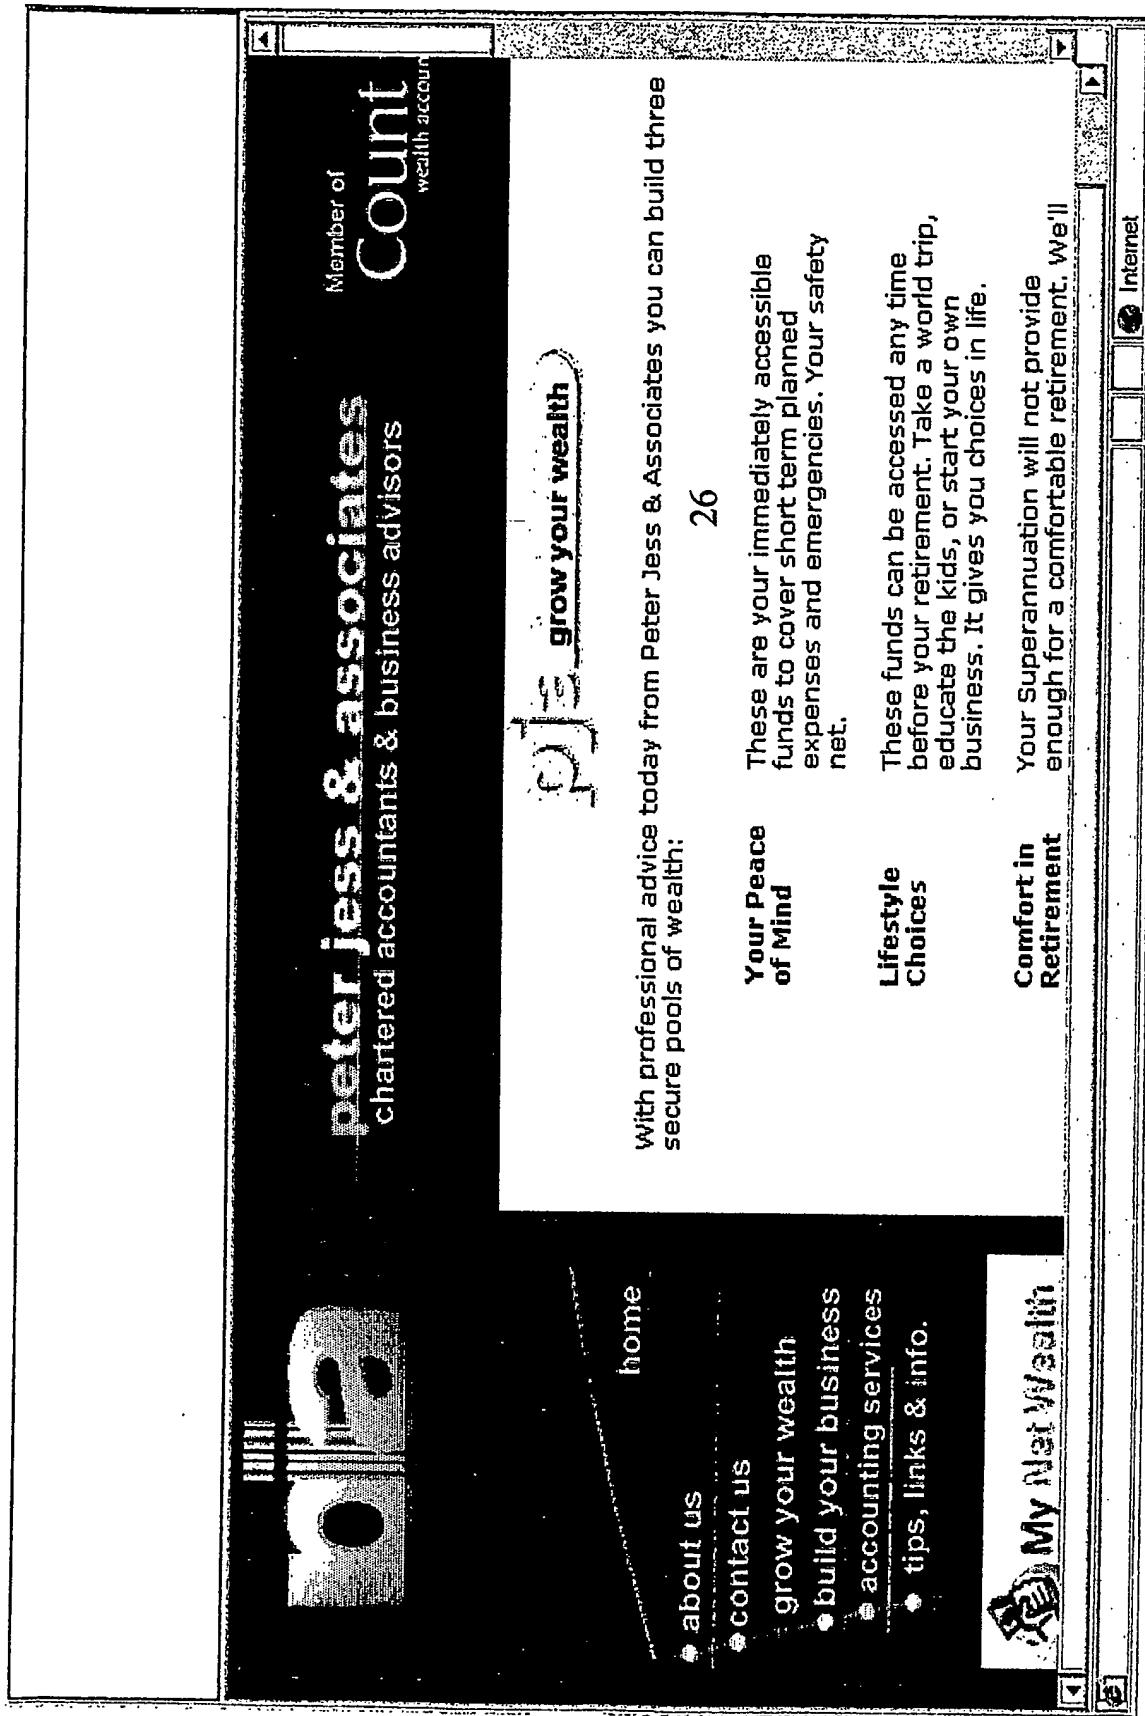 pja
peter jess & associates
chartered accountants & business advisors
Member of
Count
wealth accoun
home
about us
contact us
grow your wealth
build your business
accounting services
tips, links & info.
My Net Wealth
pja grow your wealth
With professional advice today from Peter Jess & Associates you can build three
secure pools of wealth:
26
Your Peace
of Mind
These are your immediately accessible
funds to cover short term planned
expenses and emergencies. Your safety
net.
Lifestyle
Choices
These funds can be accessed any time
before your retirement. Take a world trip,
educate the kids, or start your own
business. It gives you choices in life.
Comfort in
Retirement
Your Superannuation will not provide
enough for a comfortable retirement. We'll
Internet